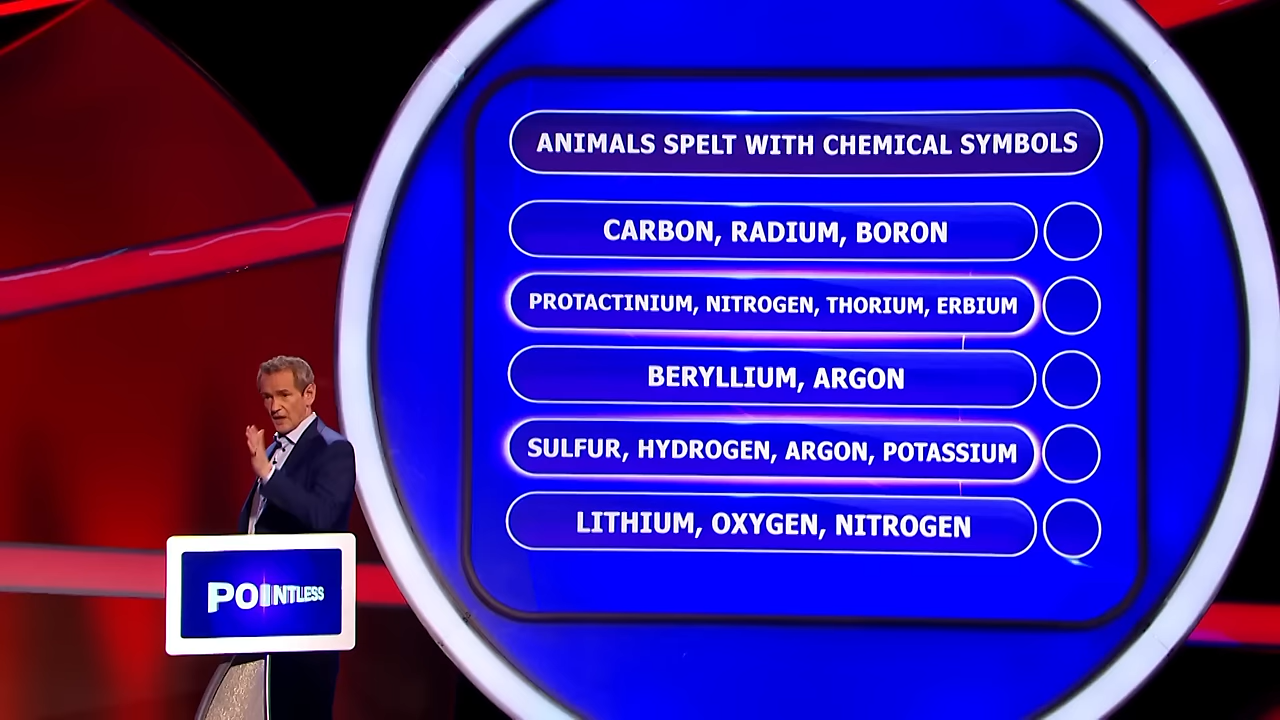 ANIMALS SPELT WITH CHEMICAL SYMBOLS
CARBON, RADIUM, BORON
PROTACTINIUM, NITROGEN, THORIUM, ERBIUM
BERYLLIUM, ARGON
SULFUR, HYDROGEN, ARGON, POTASSIUM
LITHIUM, OXYGEN, NITROGEN
POINTLESS